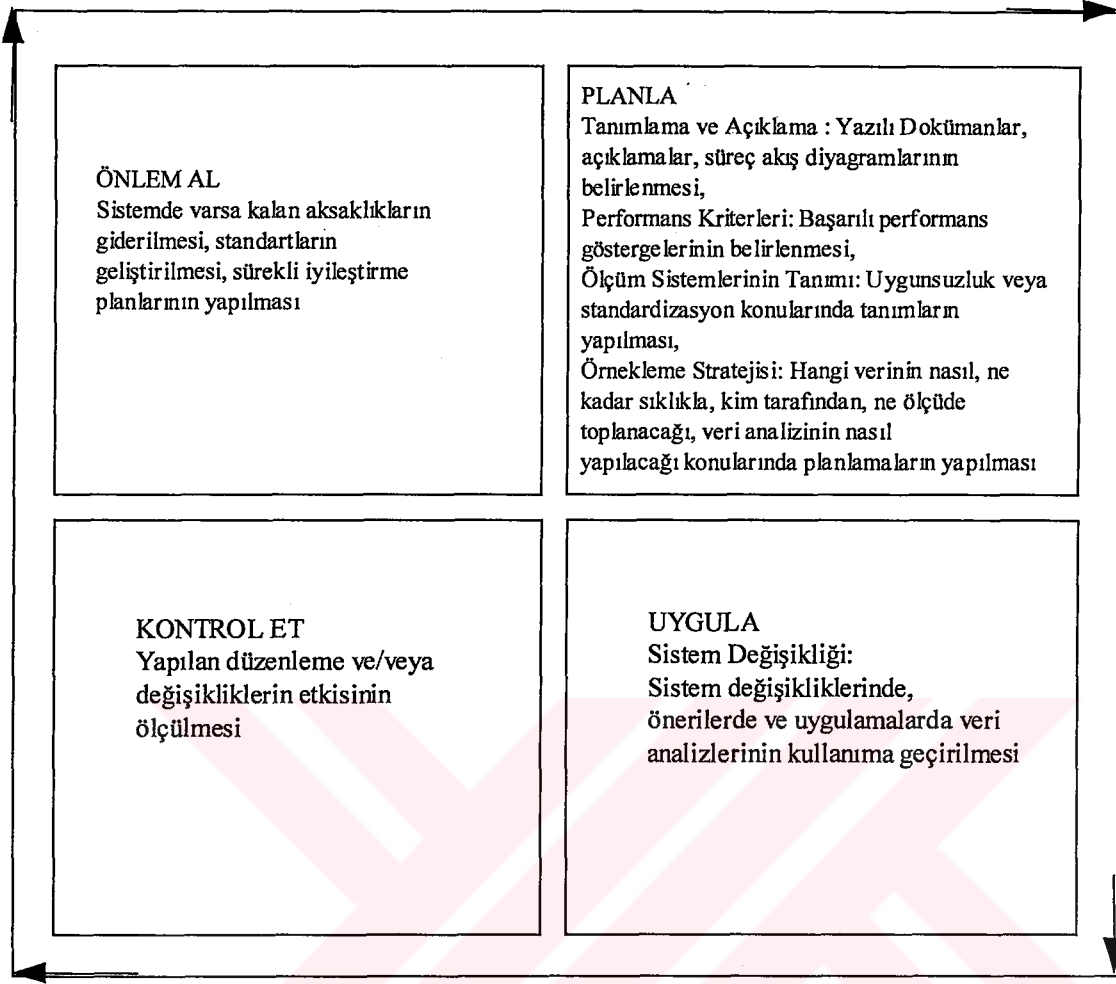 ÖNLEM AL
Sistemde varsa kalan aksaklıkların
giderilmesi, standartların
geliştirilmesi, sürekli iyileştirme
planlarının yapılması
PLANLA
Tanımlama ve Açıklama : Yazılı Dokümanlar,
açıklamalar, süreç akış diyagramlarının
belirlenmesi,
Performans Kriterleri: Başarılı performans
göstergelerinin belirlenmesi,
Ölçüm Sistemlerinin Tanımı: Uygunsuzluk veya
standardizasyon konularında tanımların
yapılması,
Örnekleme Stratejisi: Hangi verinin nasıl, ne
kadar sıklıkla, kim tarafından, ne ölçüde
toplanacağı, veri analizinin nasıl
yapılacağı konularında planlamaların yapılması
KONTROL ET
Yapılan düzenleme ve/veya
değişikliklerin etkisinin
ölçülmesi
UYGULA
Sistem Değişikliği:
Sistem değişikliklerinde,
önerilerde ve uygulamalarda veri
analizlerinin kullanıma geçirilmesi